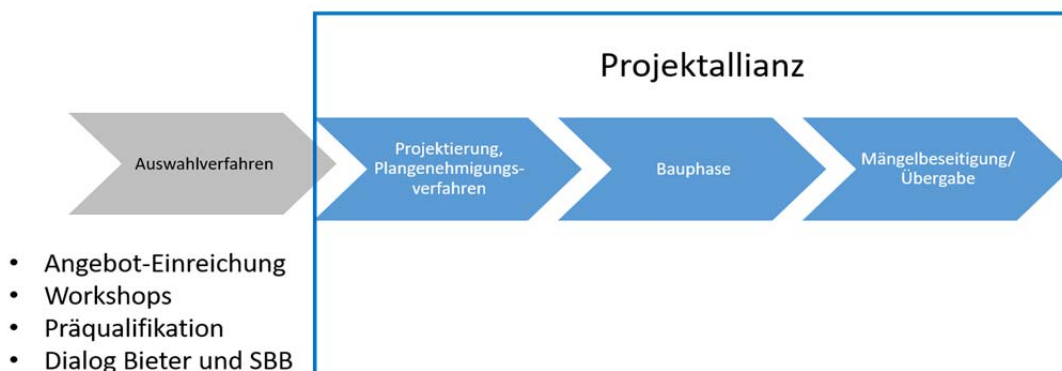 Projektallianz
Auswahlverfahren
Projektierung,
Plangenehmigungs-
verfahren
Bauphase
Mängelbeseitigung/
Übergabe
• Angebot-Einreichung
• Workshops
• Präqualifikation
• Dialog Bieter und SBB